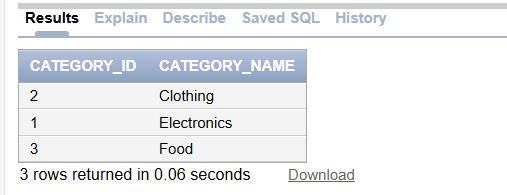 Results Explain Describe Saved SQL History
CATEGORY_ID CATEGORY_NAME
2 Clothing
1 Electronics
3 Food
3 rows returned in 0.06 seconds Download